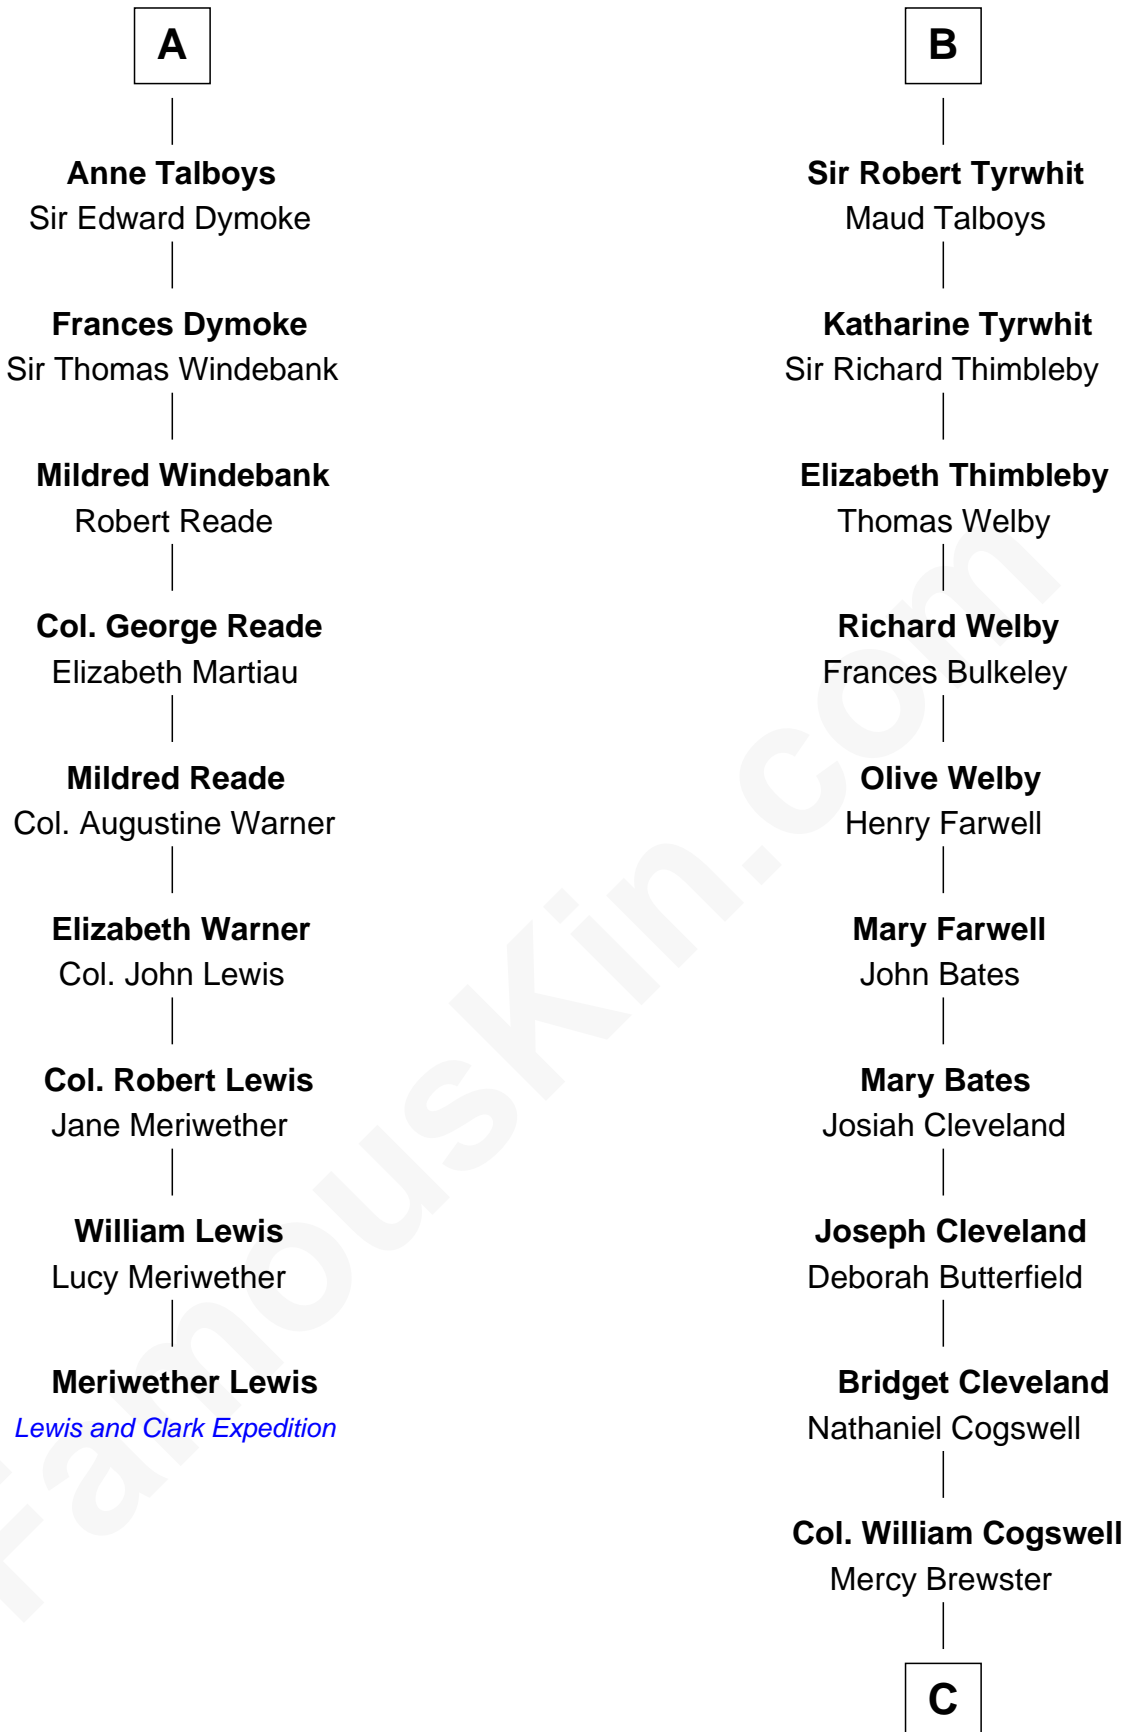 A
Anne Talboys
Sir Edward Dymoke
Frances Dymoke
Sir Thomas Windebank
Mildred Windebank
Robert Reade
Col. George Reade
Elizabeth Martiau
Mildred Reade
Col. Augustine Warner
Elizabeth Warner
Col. John Lewis
Col. Robert Lewis
Jane Meriwether
William Lewis
Lucy Meriwether
Meriwether Lewis
Lewis and Clark Expedition
B
Sir Robert Tyrwhit
Maud Talboys
Katharine Tyrwhit
Sir Richard Thimbleby
Elizabeth Thimbleby
Thomas Welby
Richard Welby
Frances Bulkeley
Olive Welby
Henry Farwell
Mary Farwell
John Bates
Mary Bates
Josiah Cleveland
Joseph Cleveland
Deborah Butterfield
Bridget Cleveland
Nathaniel Cogswell
Col. William Cogswell
Mercy Brewster
C
FamousKin.com